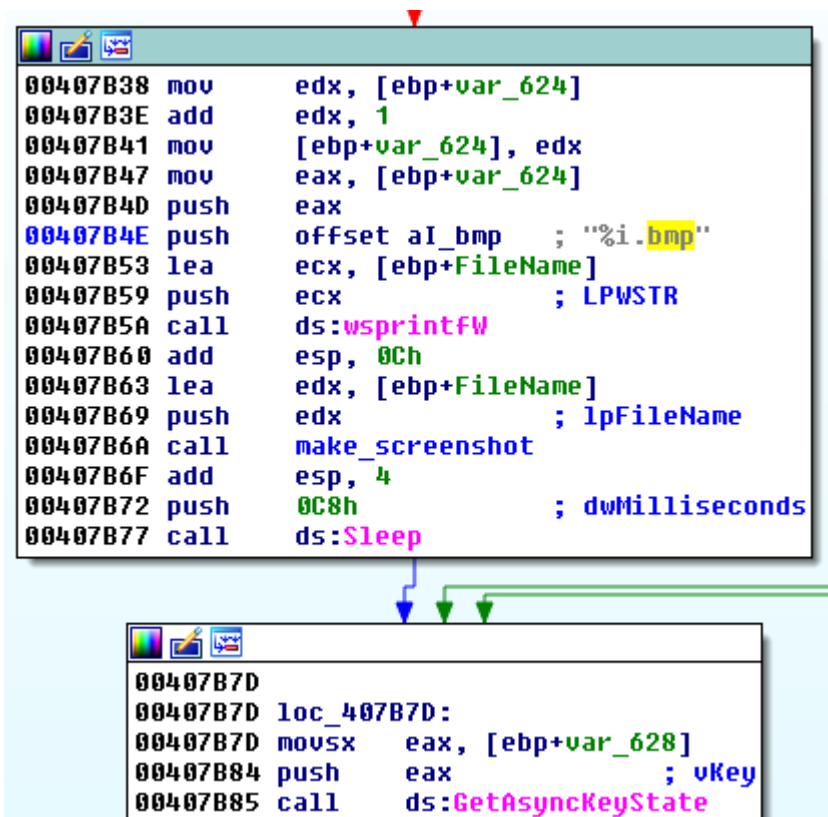 00407B38 mov edx, [ebp+var_624]
00407B3E add edx, 1
00407B41 mov [ebp+var_624], edx
00407B47 mov eax, [ebp+var_624]
00407B4D push eax
00407B4E push offset aI_bmp ; "%i.bmp"
00407B53 lea ecx, [ebp+FileName]
00407B59 push ecx ; LPWSTR
00407B5A call ds:wsprintfW
00407B60 add esp, 0Ch
00407B63 lea edx, [ebp+FileName]
00407B69 push edx ; lpFileName
00407B6A call make_screenshot
00407B6F add esp, 4
00407B72 push 0C8h ; dwMilliseconds
00407B77 call ds:Sleep
00407B7D
00407B7D loc_407B7D:
00407B7D movsx eax, [ebp+var_628]
00407B84 push eax ; vKey
00407B85 call ds:GetAsyncKeyState